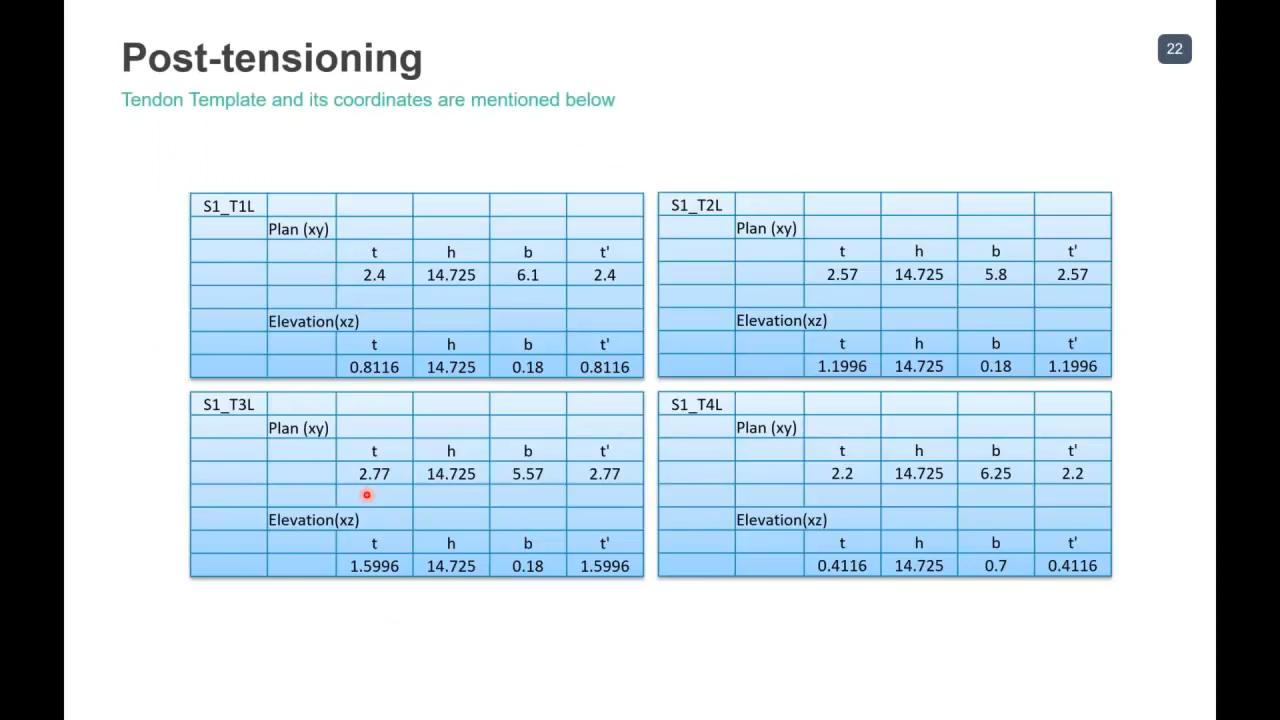 Post-tensioning
22
Tendon Template and its coordinates are mentioned below
S1_T1L
Plan (xy)
t h b t'
2.4 14.725 6.1 2.4
Elevation(xz)
t h b t'
0.8116 14.725 0.18 0.8116
S1_T2L
Plan (xy)
t h b t'
2.57 14.725 5.8 2.57
Elevation(xz)
t h b t'
1.1996 14.725 0.18 1.1996
S1_T3L
Plan (xy)
t h b t'
2.77 14.725 5.57 2.77
Elevation(xz)
t h b t'
1.5996 14.725 0.18 1.5996
S1_T4L
Plan (xy)
t h b t'
2.2 14.725 6.25 2.2
Elevation(xz)
t h b t'
0.4116 14.725 0.7 0.4116